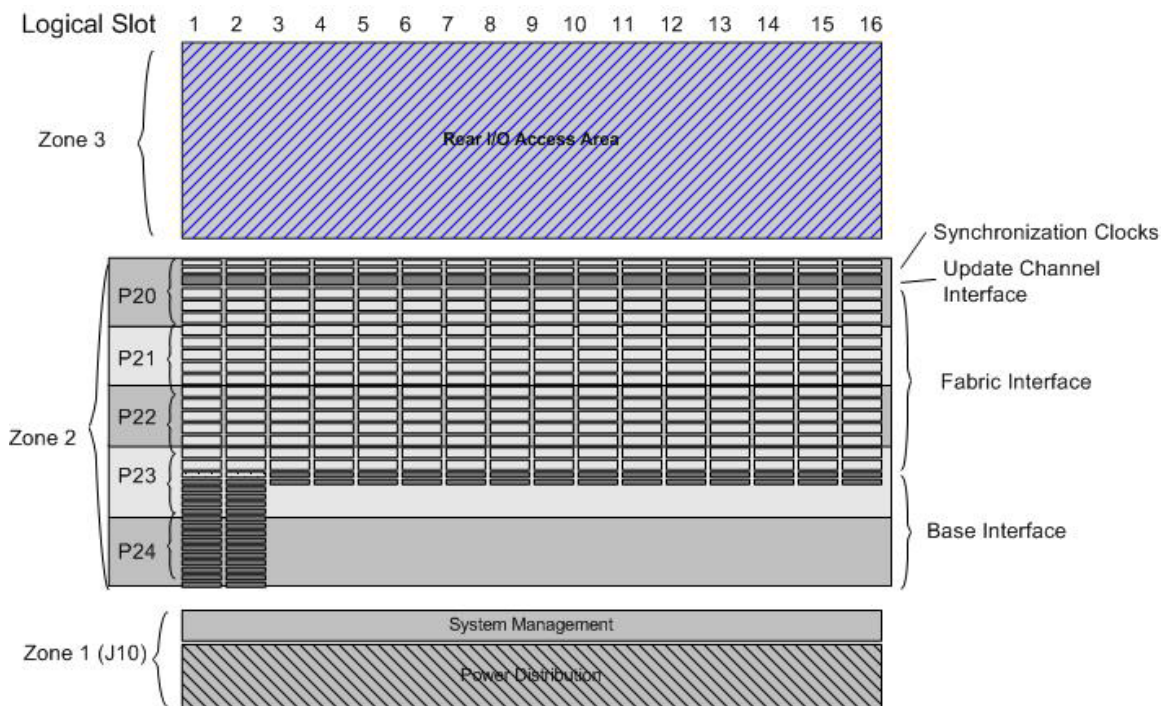 Logical Slot 1 2 3 4 5 6 7 8 9 10 11 12 13 14 15 16
Zone 3
Rear I/O Access Area
Synchronization Clocks
Update Channel
Interface
P20
P21
Fabric Interface
P22
Zone 2
P23
Base Interface
P24
System Management
Zone 1 (J10)
Power Distribution